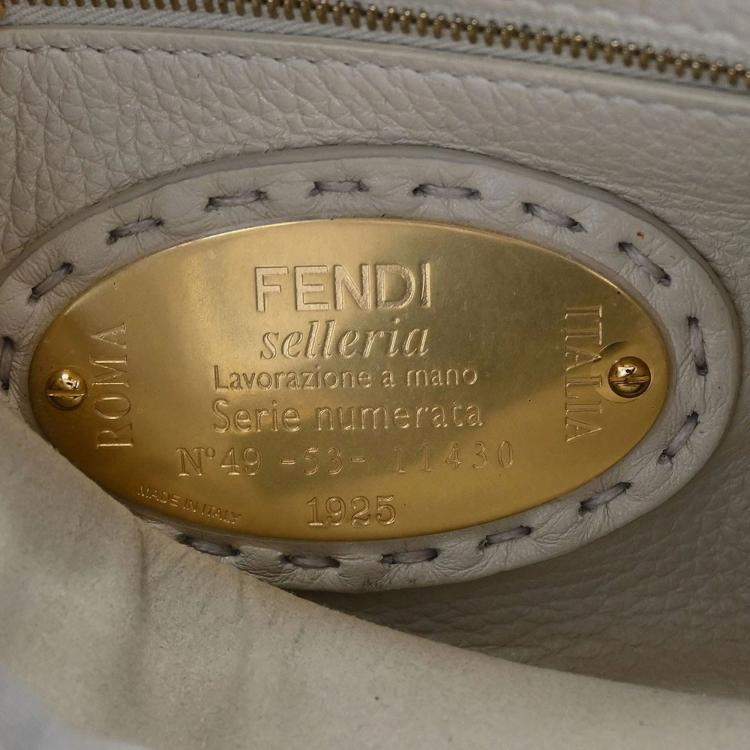 FENDI
selleria
Lavorazione a mano
Serie numerata
N° 49 -53- 11430
1925
ROMA
ITALIA
MADE IN ITALY